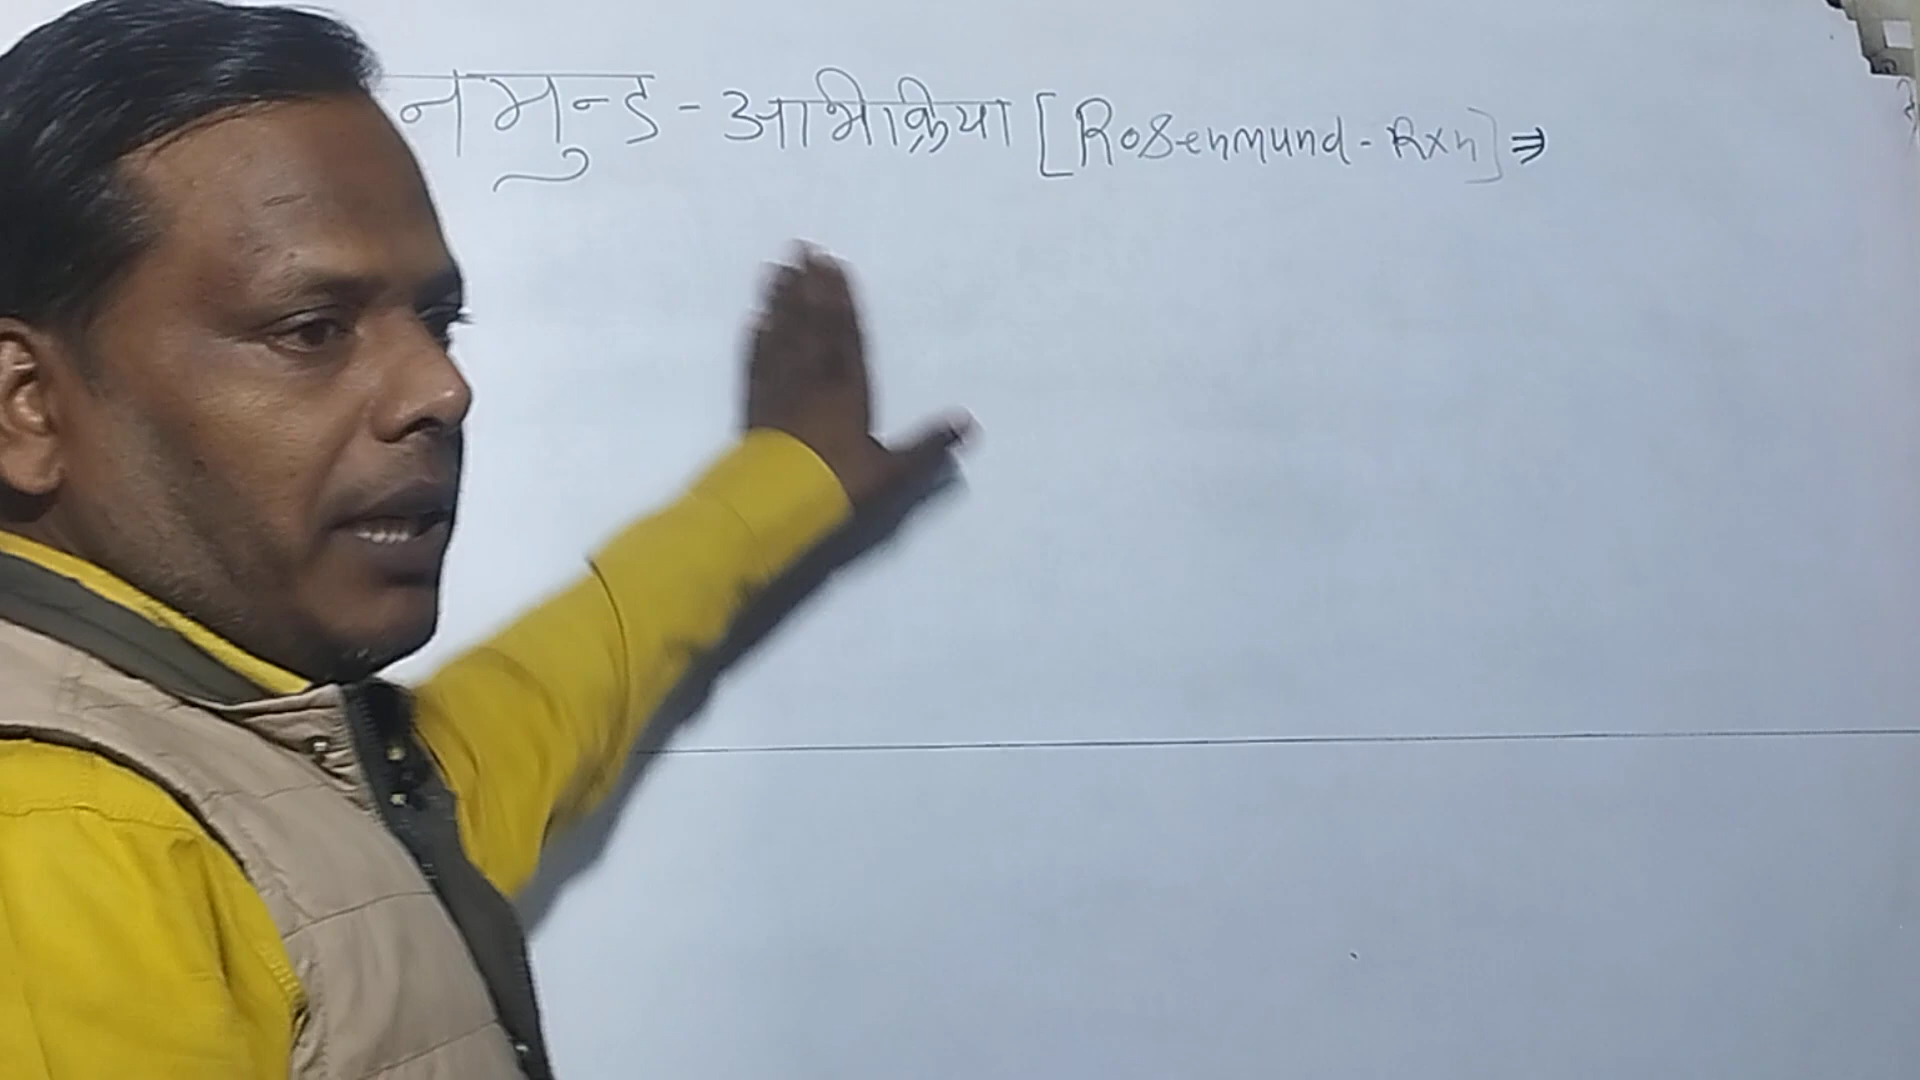 नमुन्ड - आभिक्रिया [Rosenmund - Rxn] ⇒